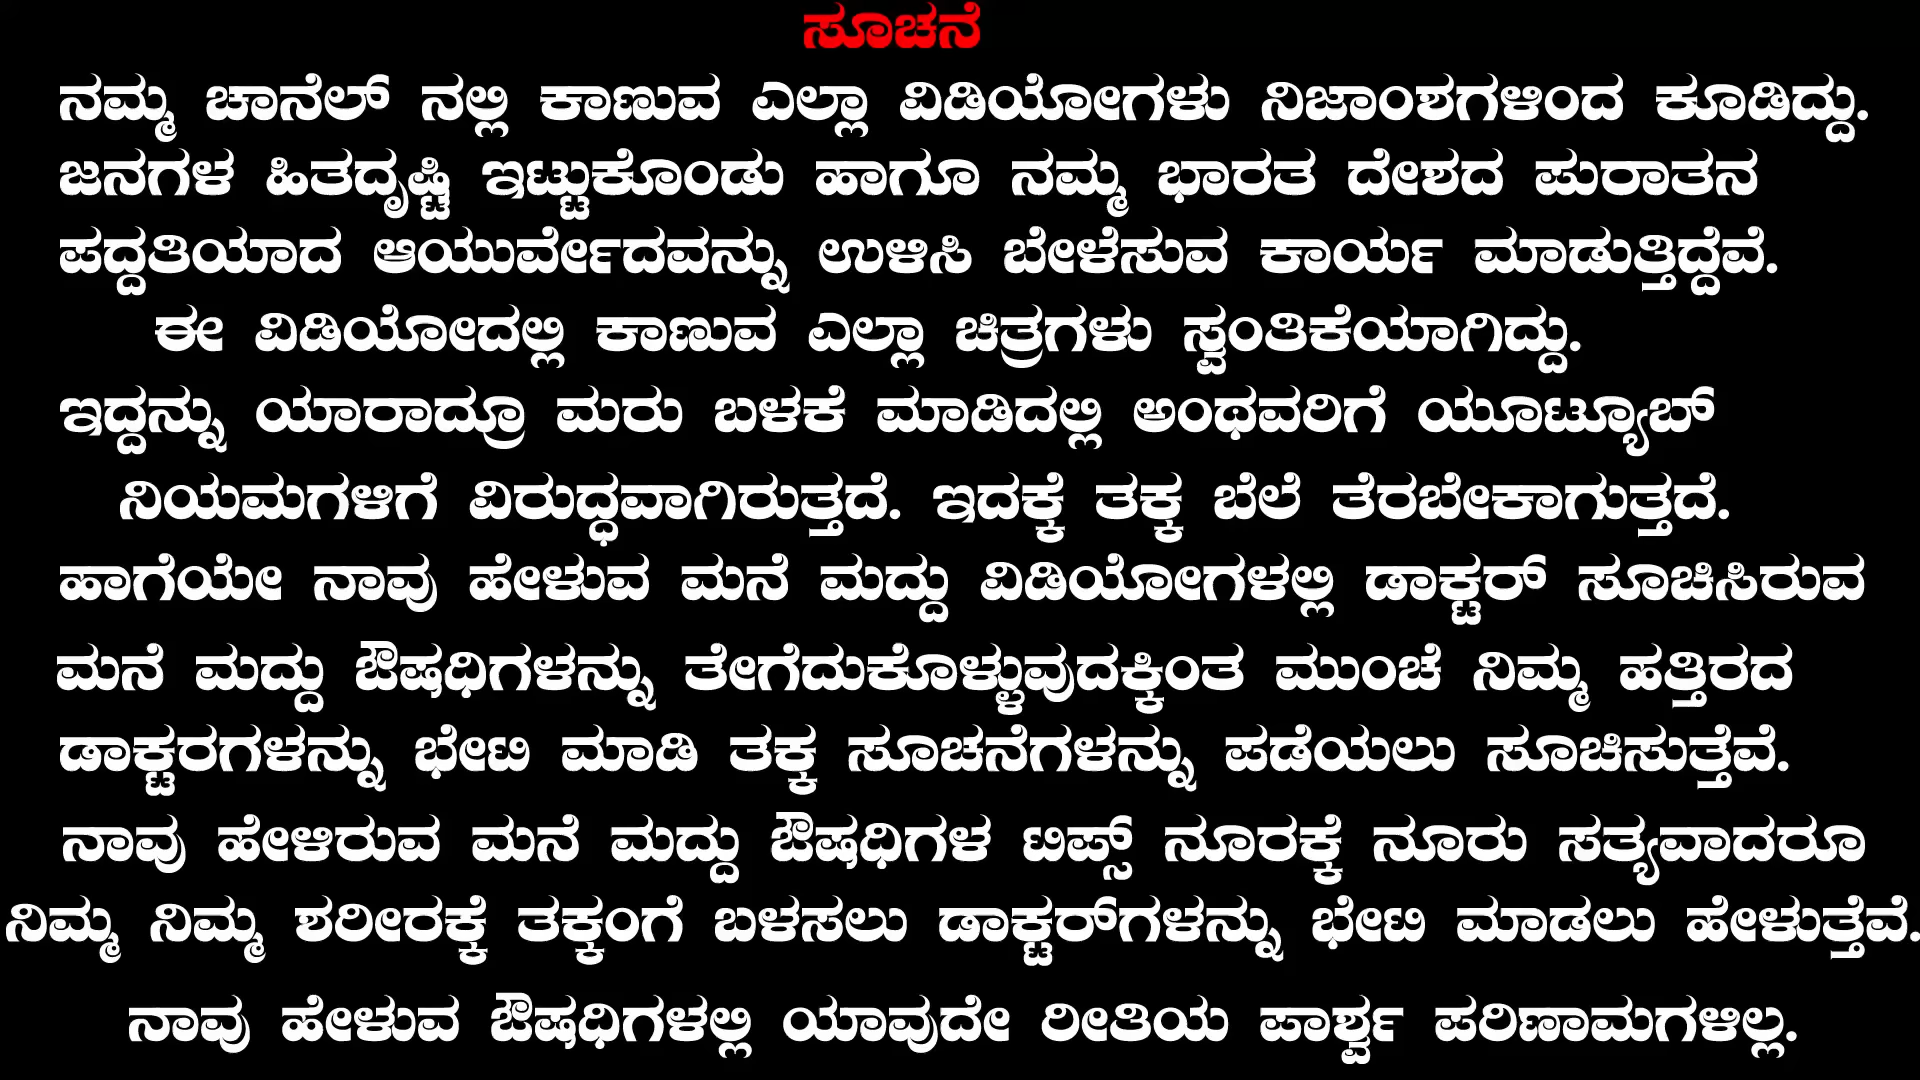 ಸೂಚನೆ
ನಮ್ಮ ಚಾನೆಲ್ ನಲ್ಲಿ ಕಾಣುವ ಎಲ್ಲಾ ವಿಡಿಯೋಗಳು ನಿಜಾಂಶಗಳಿಂದ ಕೂಡಿದ್ದು.
ಜನಗಳ ಹಿತದೃಷ್ಟಿ ಇಟ್ಟುಕೊಂಡು ಹಾಗೂ ನಮ್ಮ ಭಾರತ ದೇಶದ ಪುರಾತನ
ಪದ್ದತಿಯಾದ ಆಯುರ್ವೇದವನ್ನು ಉಳಿಸಿ ಬೇಳೆಸುವ ಕಾರ್ಯ ಮಾಡುತ್ತಿದ್ದೆವೆ.
ಈ ವಿಡಿಯೋದಲ್ಲಿ ಕಾಣುವ ಎಲ್ಲಾ ಚಿತ್ರಗಳು ಸ್ವಂತಿಕೆಯಾಗಿದ್ದು.
ಇದ್ದನ್ನು ಯಾರಾದ್ರೂ ಮರು ಬಳಕೆ ಮಾಡಿದಲ್ಲಿ ಅಂಥವರಿಗೆ ಯೂಟ್ಯೂಬ್
ನಿಯಮಗಳಿಗೆ ವಿರುದ್ಧವಾಗಿರುತ್ತದೆ. ಇದಕ್ಕೆ ತಕ್ಕ ಬೆಲೆ ತೆರಬೇಕಾಗುತ್ತದೆ.
ಹಾಗೆಯೇ ನಾವು ಹೇಳುವ ಮನೆ ಮದ್ದು ವಿಡಿಯೋಗಳಲ್ಲಿ ಡಾಕ್ಟರ್ ಸೂಚಿಸಿರುವ
ಮನೆ ಮದ್ದು ಔಷಧಿಗಳನ್ನು ತೇಗೆದುಕೊಳ್ಳುವುದಕ್ಕಿಂತ ಮುಂಚೆ ನಿಮ್ಮ ಹತ್ತಿರದ
ಡಾಕ್ಟರಗಳನ್ನು ಭೇಟಿ ಮಾಡಿ ತಕ್ಕ ಸೂಚನೆಗಳನ್ನು ಪಡೆಯಲು ಸೂಚಿಸುತ್ತೆವೆ.
ನಾವು ಹೇಳಿರುವ ಮನೆ ಮದ್ದು ಔಷಧಿಗಳ ಟಿಪ್ಸ್ ನೂರಕ್ಕೆ ನೂರು ಸತ್ಯವಾದರೂ
ನಿಮ್ಮ ನಿಮ್ಮ ಶರೀರಕ್ಕೆ ತಕ್ಕಂಗೆ ಬಳಸಲು ಡಾಕ್ಟರ್‌ಗಳನ್ನು ಭೇಟಿ ಮಾಡಲು ಹೇಳುತ್ತೆವೆ.
ನಾವು ಹೇಳುವ ಔಷಧಿಗಳಲ್ಲಿ ಯಾವುದೇ ರೀತಿಯ ಪಾರ್ಶ್ವ ಪರಿಣಾಮಗಳಿಲ್ಲ.